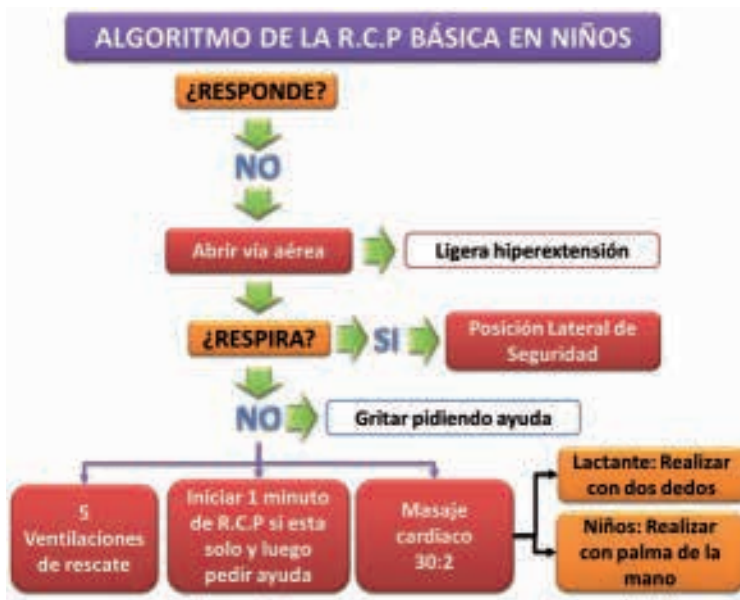 ALGORITMO DE LA R.C.P BÁSICA EN NIÑOS
¿RESPONDE?
NO
Abrir vía aérea
Ligera hiperextensión
¿RESPIRA?
SI
Posición Lateral de
Seguridad
NO
Gritar pidiendo ayuda
5
Ventilaciones
de rescate
Iniciar 1 minuto
de R.C.P si esta
solo y luego
pedir ayuda
Masaje
cardiaco
30:2
Lactante: Realizar
con dos dedos
Niños: Realizar
con palma de la
mano